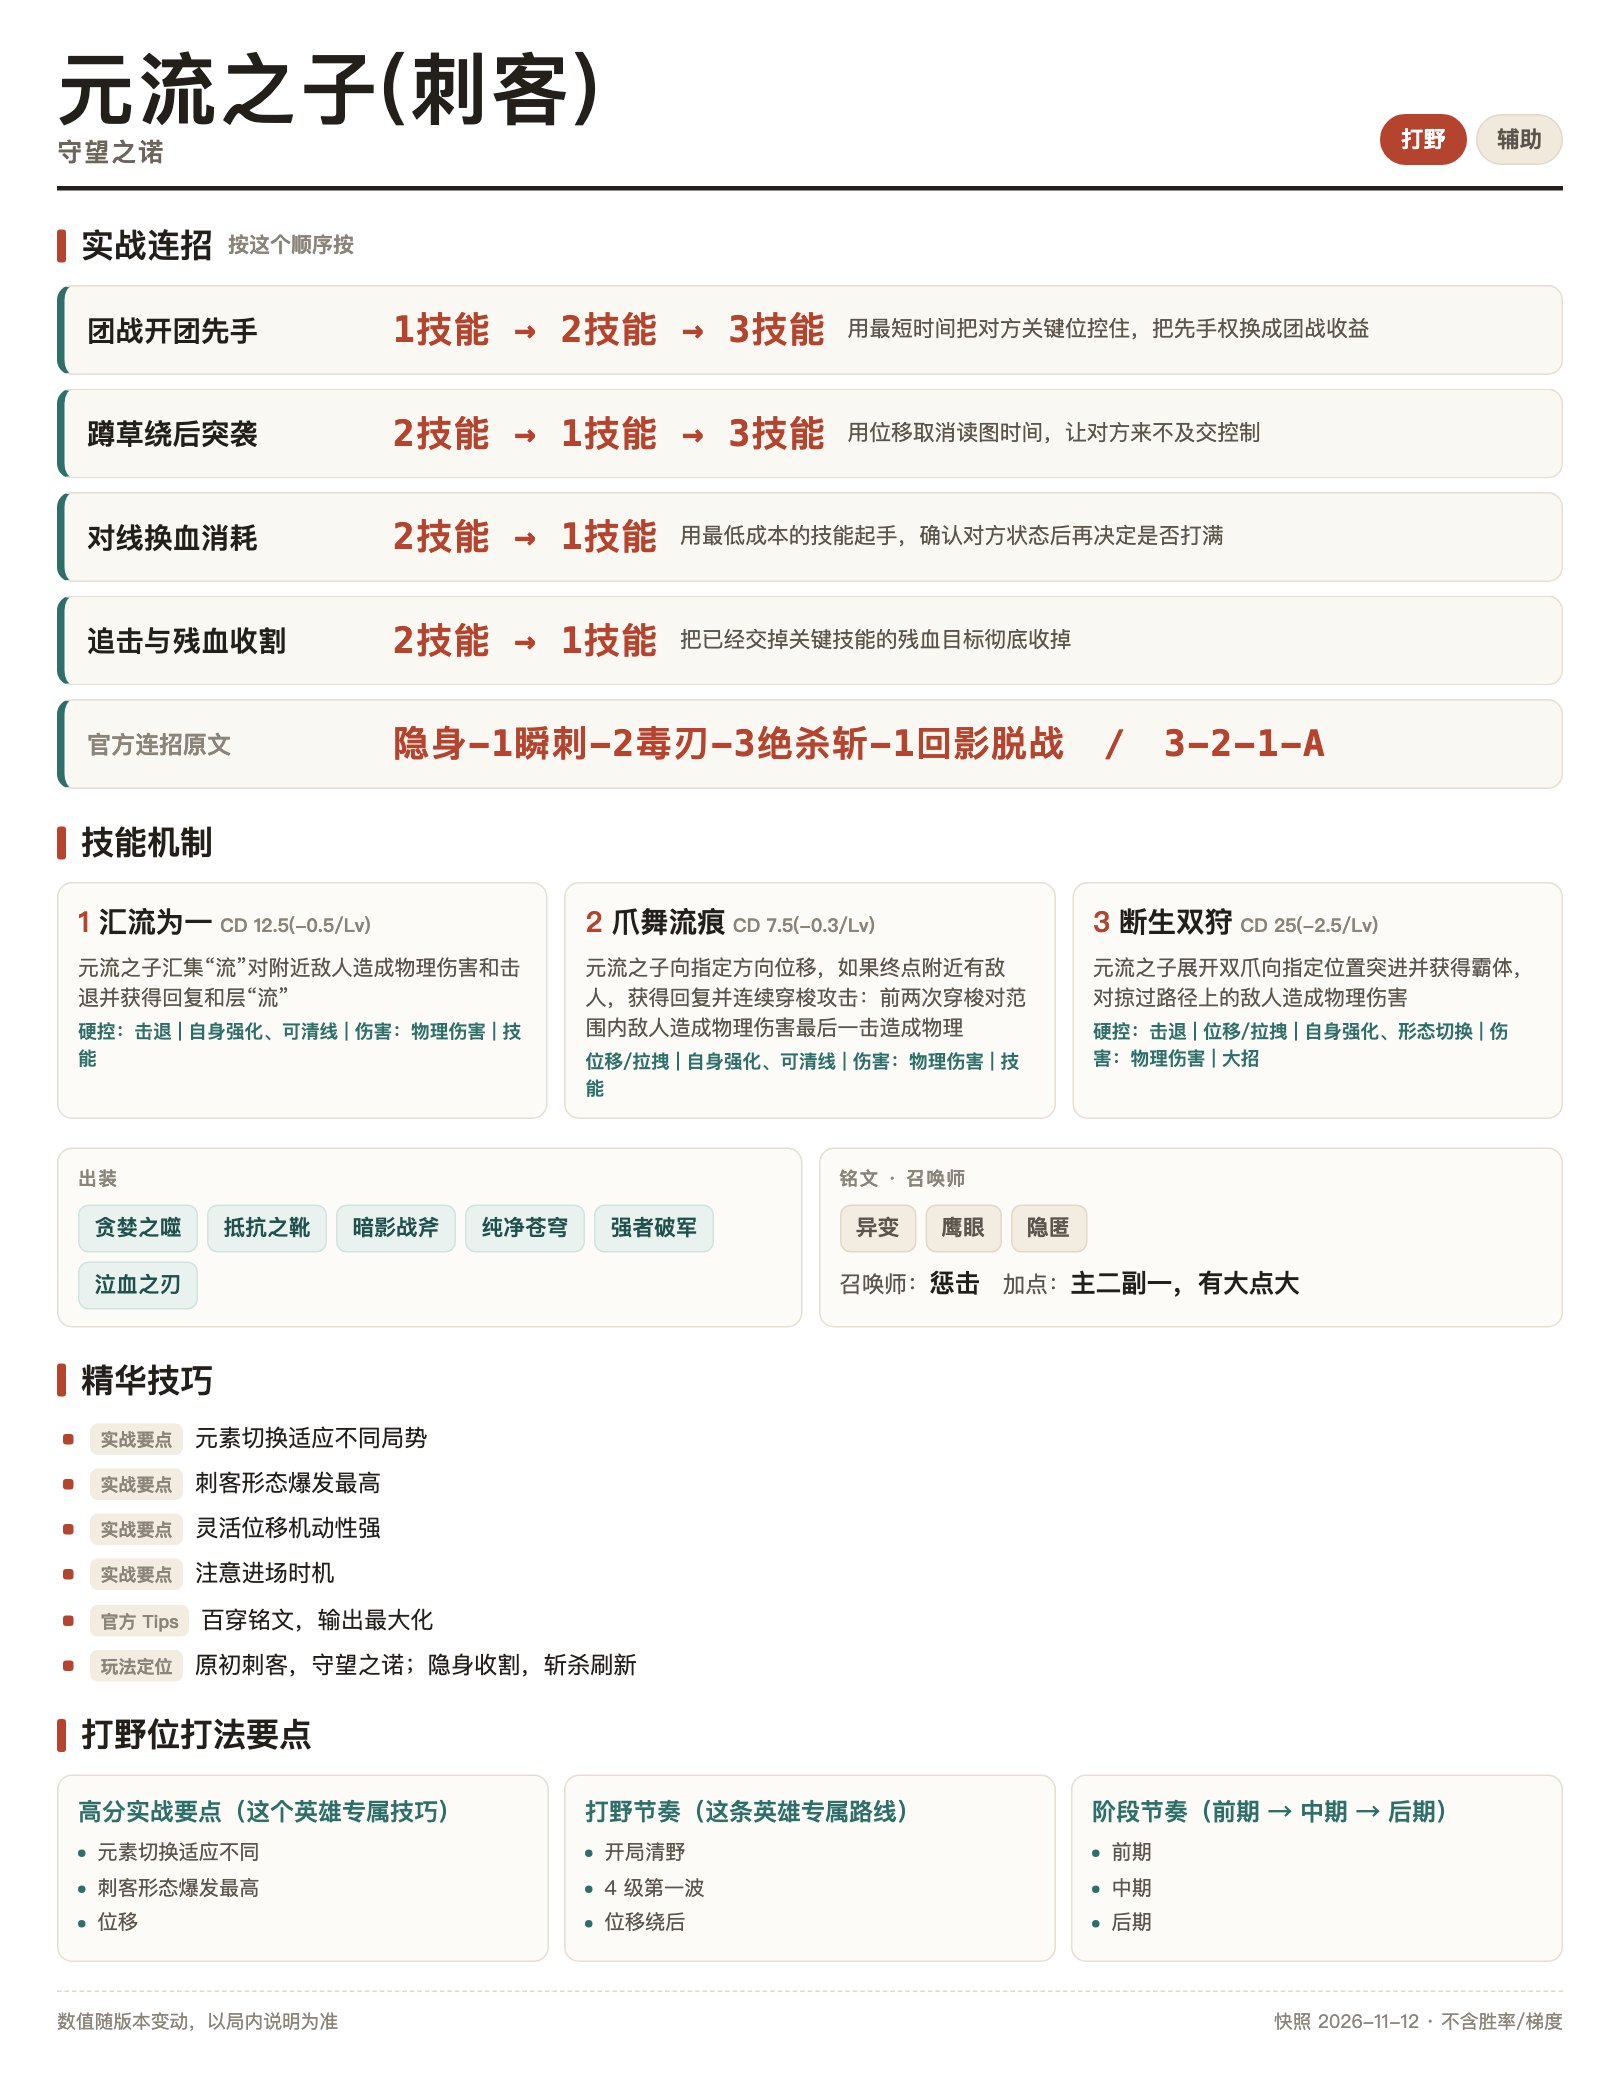 元流之子(刺客)
守望之诺
打野 辅助
实战连招 按这个顺序按
团战开团先手 1技能 → 2技能 → 3技能 用最短时间把对方关键位控住，把先手权换成团战收益
蹲草绕后突袭 2技能 → 1技能 → 3技能 用位移取消读图时间，让对方来不及交控制
对线换血消耗 2技能 → 1技能 用最低成本的技能起手，确认对方状态后再决定是否打满
追击与残血收割 2技能 → 1技能 把已经交掉关键技能的残血目标彻底收掉
官方连招原文 隐身-1瞬刺-2毒刃-3绝杀斩-1回影脱战 / 3-2-1-A
技能机制
1 汇流为一 CD 12.5(-0.5/Lv)
元流之子汇集“流”对附近敌人造成物理伤害和击
退并获得回复和层“流”
硬控：击退 | 自身强化、可清线 | 伤害：物理伤害 | 技
能
2 爪舞流痕 CD 7.5(-0.3/Lv)
元流之子向指定方向位移，如果终点附近有敌
人，获得回复并连续穿梭攻击：前两次穿梭对范
围内敌人造成物理伤害最后一击造成物理
位移/拉拽 | 自身强化、可清线 | 伤害：物理伤害 | 技
能
3 断生双狩 CD 25(-2.5/Lv)
元流之子展开双爪向指定位置突进并获得霸体，
对掠过路径上的敌人造成物理伤害
硬控：击退 | 位移/拉拽 | 自身强化、形态切换 | 伤
害：物理伤害 | 大招
出装
贪婪之噬 抵抗之靴 暗影战斧 纯净苍穹 强者破军
泣血之刃
铭文 · 召唤师
异变 鹰眼 隐匿
召唤师：惩击 加点：主二副一，有大点大
精华技巧
实战要点 元素切换适应不同局势
实战要点 刺客形态爆发最高
实战要点 灵活位移机动性强
实战要点 注意进场时机
官方 Tips 百穿铭文，输出最大化
玩法定位 原初刺客，守望之诺；隐身收割，斩杀刷新
打野位打法要点
高分实战要点（这个英雄专属技巧）
元素切换适应不同
刺客形态爆发最高
位移
打野节奏（这条英雄专属路线）
开局清野
4 级第一波
位移绕后
阶段节奏（前期 → 中期 → 后期）
前期
中期
后期
数值随版本变动，以局内说明为准
快照 2026-11-12 · 不含胜率/梯度